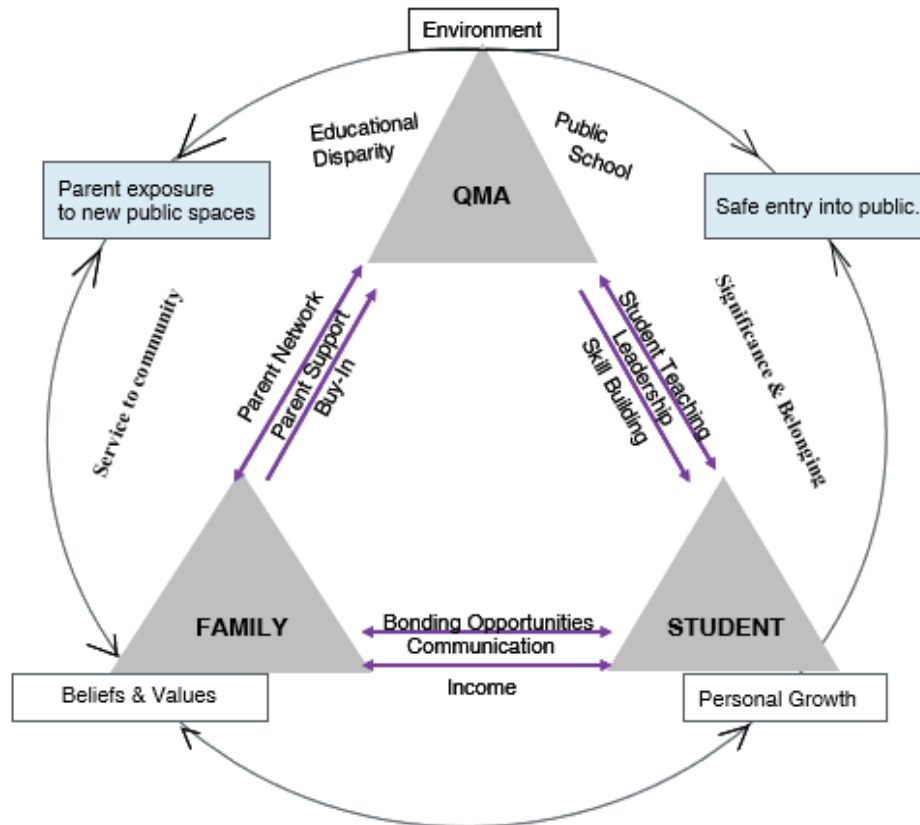 Environment
Educational
Disparity
Public
School
QMA
Parent exposure
to new public spaces
Safe entry into public.
Service to community
Parent Network
Parent Support
Buy-In
Student Teaching
Leadership
Skill Building
Significance & Belonging
FAMILY
Bonding Opportunities
Communication
Income
STUDENT
Beliefs & Values
Personal Growth